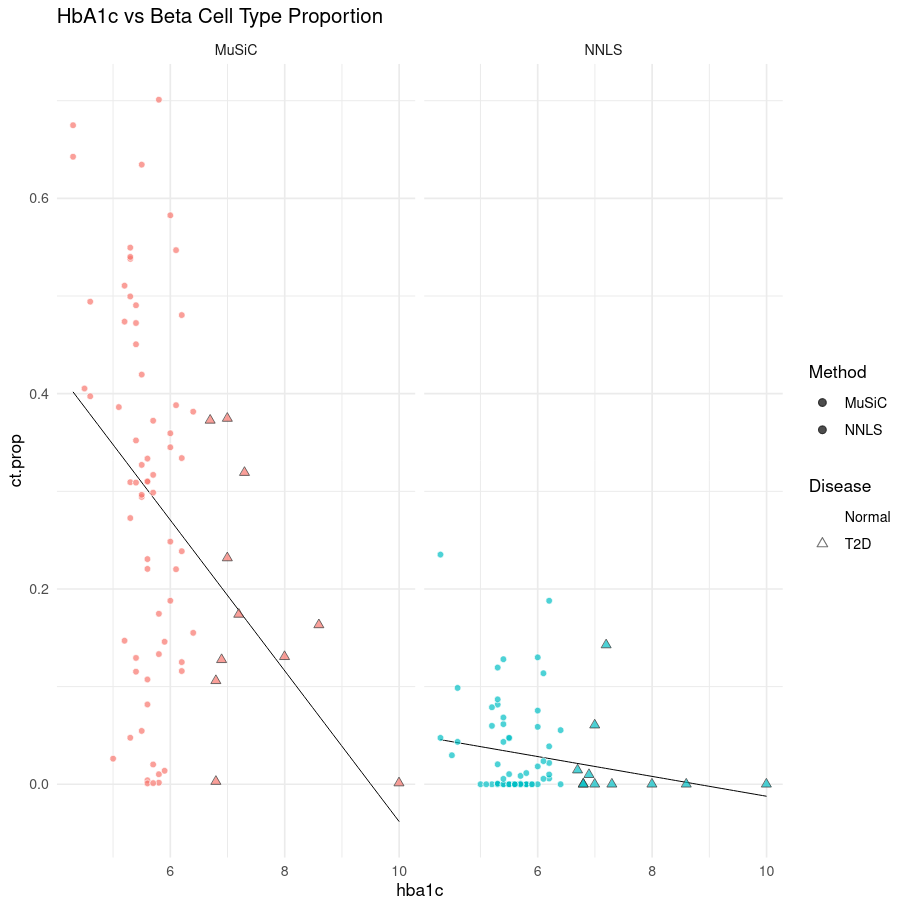 HbA1c vs Beta Cell Type Proportion
MuSiC
NNLS
ct.prop
0.6
0.4
0.2
0.0
6
8
10
6
8
10
hba1c
Method
MuSiC
NNLS
Disease
Normal
T2D